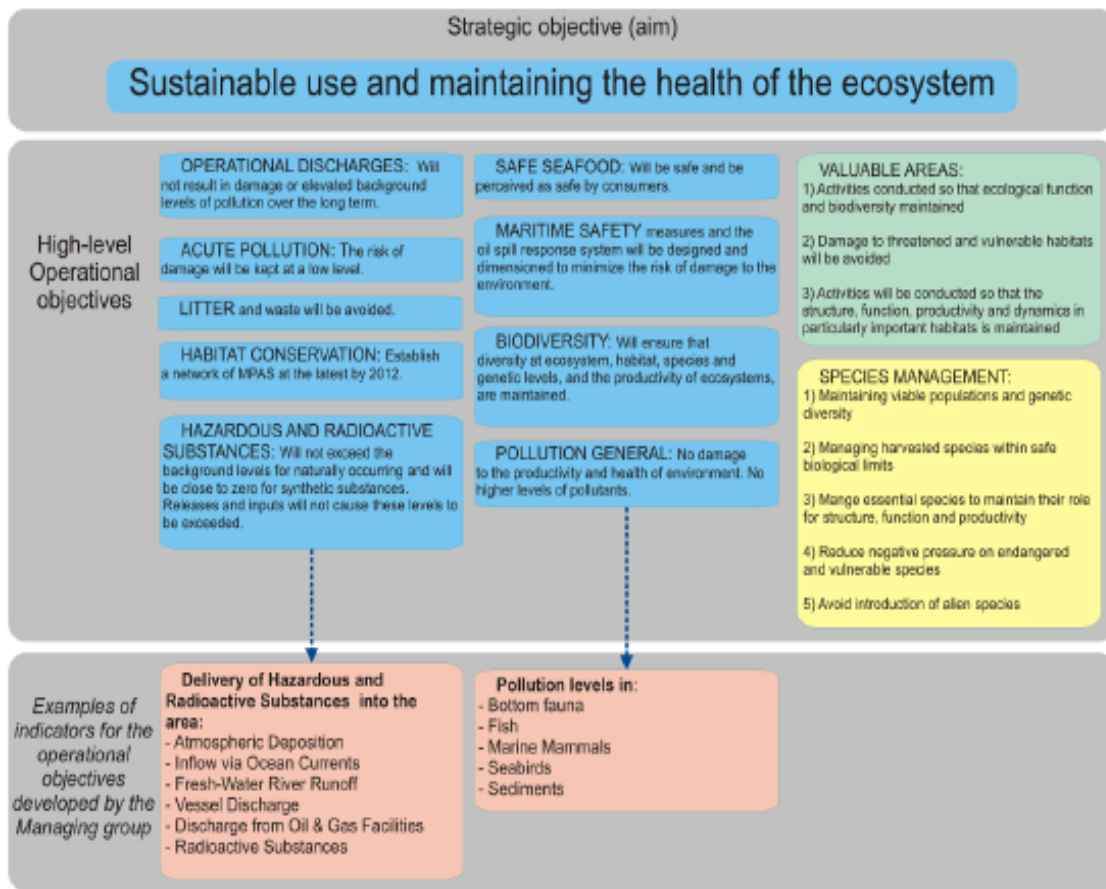 Strategic objective (aim)
Sustainable use and maintaining the health of the ecosystem
High-level
Operational
objectives
OPERATIONAL DISCHARGES: Will
not result in damage or elevated background
levels of pollution over the long term.
ACUTE POLLUTION: The risk of
damage will be kept at a low level.
LITTER and waste will be avoided.
HABITAT CONSERVATION: Establish
a network of MPAS at the latest by 2012.
HAZARDOUS AND RADIOACTIVE
SUBSTANCES: Will not exceed the
background levels for naturally occurring and will
be close to zero for synthetic substances.
Releases and inputs will not cause these levels to
be exceeded.
SAFE SEAFOOD: Will be safe and be
perceived as safe by consumers.
MARITIME SAFETY measures and the
oil spill response system will be designed and
dimensioned to minimize the risk of damage to the
environment.
BIODIVERSITY: Will ensure that
diversity at ecosystem, habitat, species and
genetic levels, and the productivity of ecosystems,
are maintained.
POLLUTION GENERAL: No damage
to the productivity and health of environment. No
higher levels of pollutants.
VALUABLE AREAS:
1) Activities conducted so that ecological function
and biodiversity maintained
2) Damage to threatened and vulnerable habitats
will be avoided
3) Activities will be conducted so that the
structure, function, productivity and dynamics in
particularly important habitats is maintained
SPECIES MANAGEMENT:
1) Maintaining viable populations and genetic
diversity
2) Managing harvested species within safe
biological limits
3) Mange essential species to maintain their role
for structure, function and productivity
4) Reduce negative pressure on endangered
and vulnerable species
5) Avoid introduction of alien species
Examples of
indicators for the
operational
objectives
developed by the
Managing group
Delivery of Hazardous and
Radioactive Substances into the
area:
- Atmospheric Deposition
- Inflow via Ocean Currents
- Fresh-Water River Runoff
- Vessel Discharge
- Discharge from Oil & Gas Facilities
- Radioactive Substances
Pollution levels in:
- Bottom fauna
- Fish
- Marine Mammals
- Seabirds
- Sediments